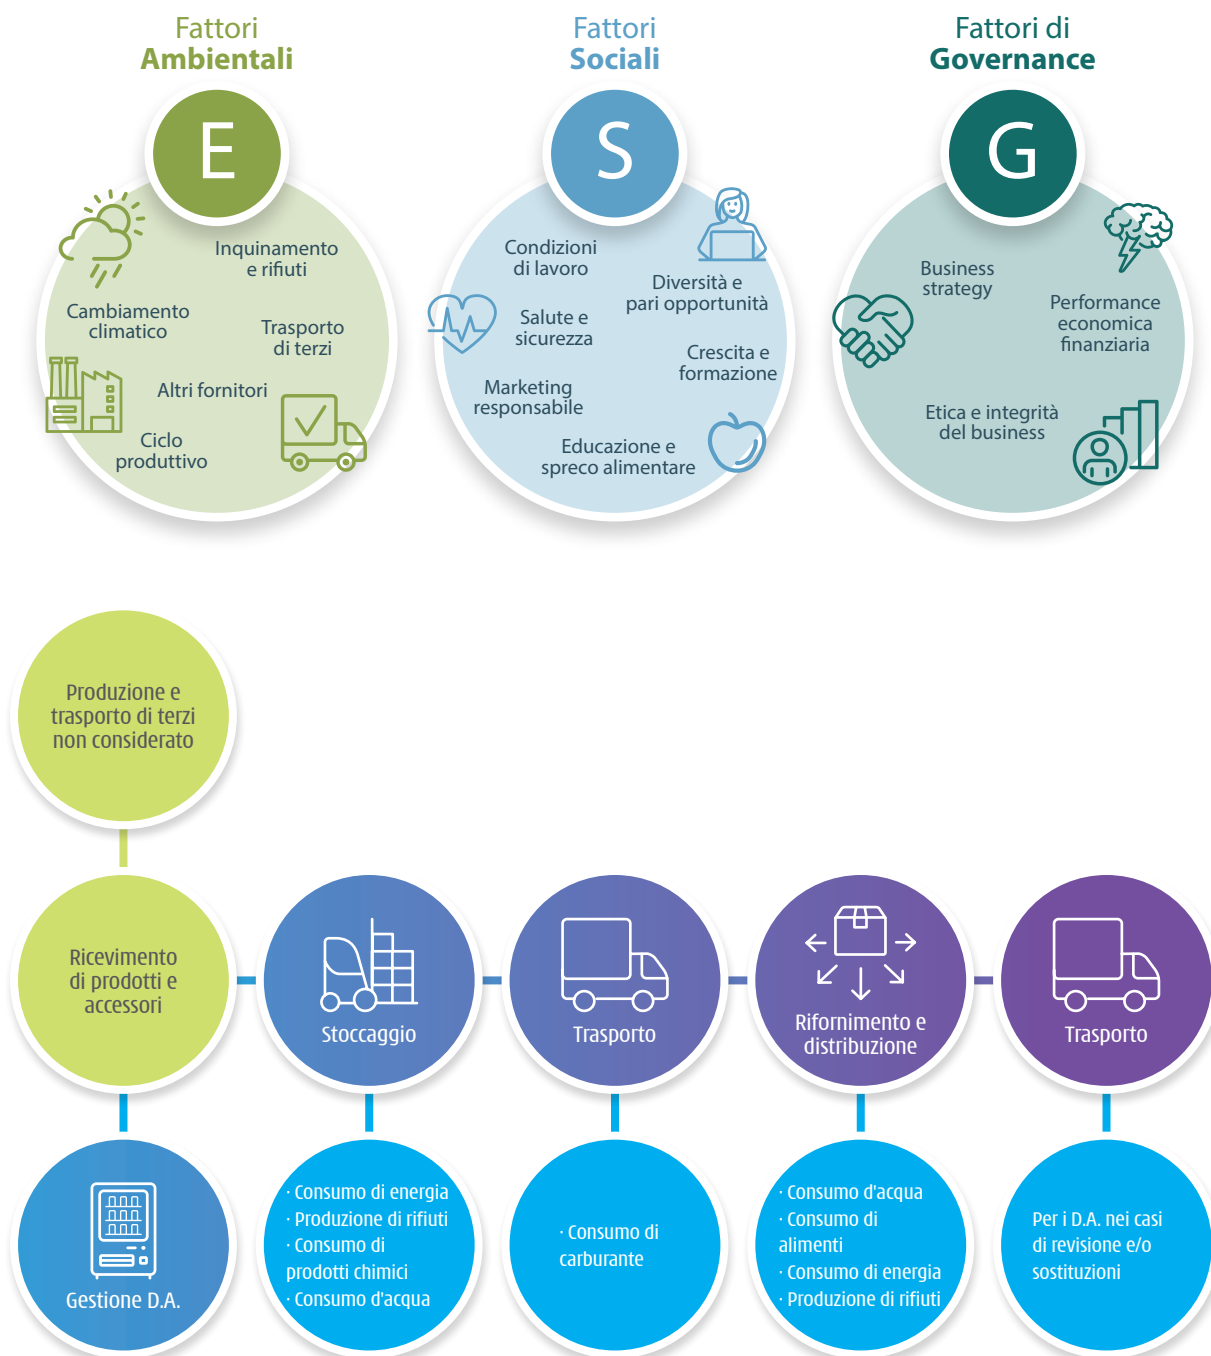 Fattori
Ambientali
E
Inquinamento
e rifiuti
Cambiamento
climatico
Trasporto
di terzi
Altri fornitori
Ciclo
produttivo
Fattori
Sociali
S
Condizioni
di lavoro
Diversità e
pari opportunità
Salute e
sicurezza
Crescita e
formazione
Marketing
responsabile
Educazione e
spreco alimentare
Fattori di
Governance
G
Business
strategy
Performance
economica
finanziaria
Etica e integrità
del business
Produzione e
trasporto di terzi
non considerato
Ricevimento
di prodotti e
accessori
Stoccaggio
Trasporto
Rifornimento e
distribuzione
Trasporto
Gestione D.A.
· Consumo di energia
· Produzione di rifiuti
· Consumo di
prodotti chimici
· Consumo d'acqua
· Consumo di
carburante
· Consumo d'acqua
· Consumo di
alimenti
· Consumo di energia
· Produzione di rifiuti
Per i D.A. nei casi
di revisione e/o
sostituzioni